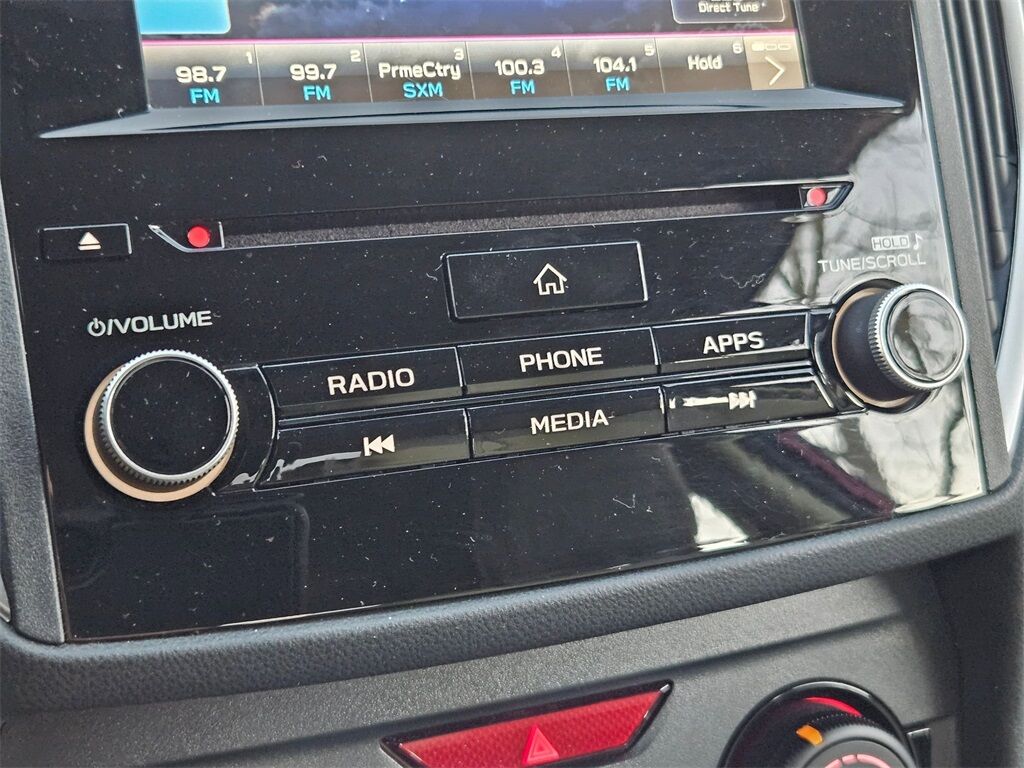 Direct Tune
1 2 3 4 5 6
98.7 99.7 PrmeCtry 100.3 104.1 Hold
FM FM SXM FM FM
HOLD
TUNE/SCROLL
/VOLUME
RADIO PHONE APPS
MEDIA